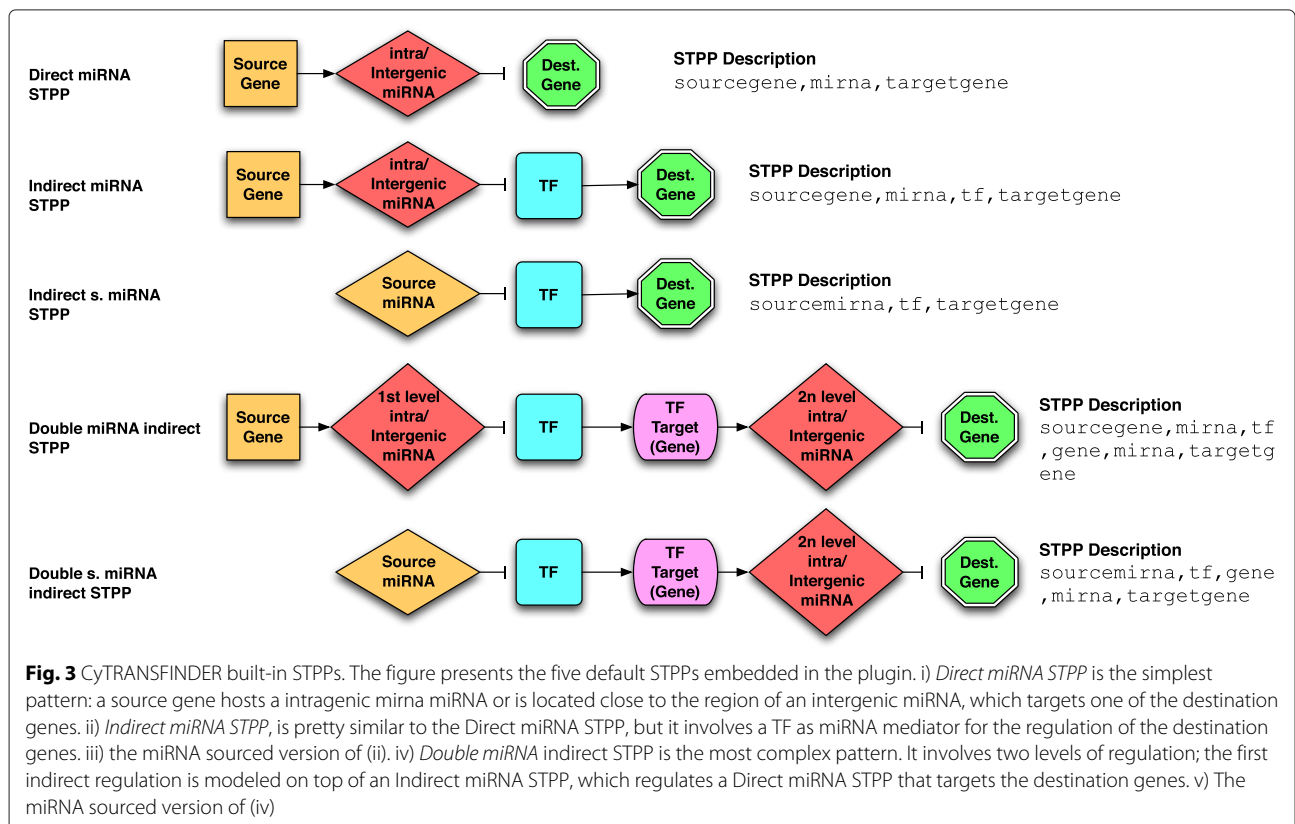 Direct miRNA
STPP
Source
Gene
intra/
Intergenic
miRNA
Dest.
Gene
STPP Description
sourcegene,mirna,targetgene
Indirect miRNA
STPP
Source
Gene
intra/
Intergenic
miRNA
TF
Dest.
Gene
STPP Description
sourcegene,mirna,tf,targetgene
Indirect s. miRNA
STPP
Source
miRNA
TF
Dest.
Gene
STPP Description
sourcemirna,tf,targetgene
Double miRNA indirect
STPP
Source
Gene
1st level
intra/
Intergenic
miRNA
TF
TF
Target
(Gene)
2n level
intra/
Intergenic
miRNA
Dest.
Gene
STPP Description
sourcegene,mirna,tf
,gene,mirna,targetg
ene
Double s. miRNA
indirect STPP
Source
miRNA
TF
TF
Target
(Gene)
2n level
intra/
Intergenic
miRNA
Dest.
Gene
STPP Description
sourcemirna,tf,gene
,mirna,targetgene
Fig. 3 CyTRANSFINDER built-in STPPs. The figure presents the five default STPPs embedded in the plugin. i) Direct miRNA STPP is the simplest
pattern: a source gene hosts a intragenic mirna miRNA or is located close to the region of an intergenic miRNA, which targets one of the destination
genes. ii) Indirect miRNA STPP, is pretty similar to the Direct miRNA STPP, but it involves a TF as miRNA mediator for the regulation of the destination
genes. iii) the miRNA sourced version of (ii). iv) Double miRNA indirect STPP is the most complex pattern. It involves two levels of regulation; the first
indirect regulation is modeled on top of an Indirect miRNA STPP, which regulates a Direct miRNA STPP that targets the destination genes. v) The
miRNA sourced version of (iv)